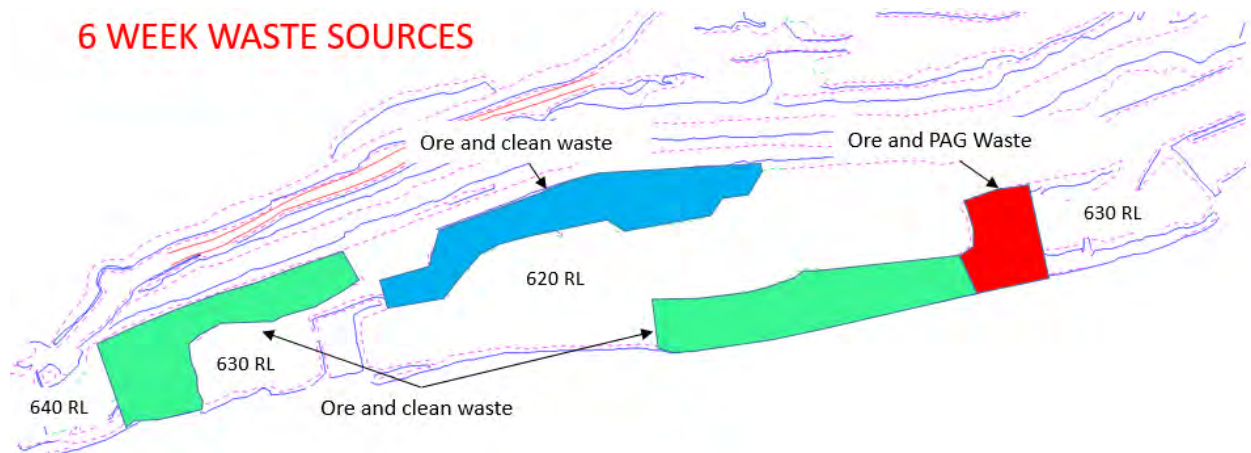 6 WEEK WASTE SOURCES
Ore and clean waste
Ore and PAG Waste
630 RL
620 RL
630 RL
640 RL
Ore and clean waste